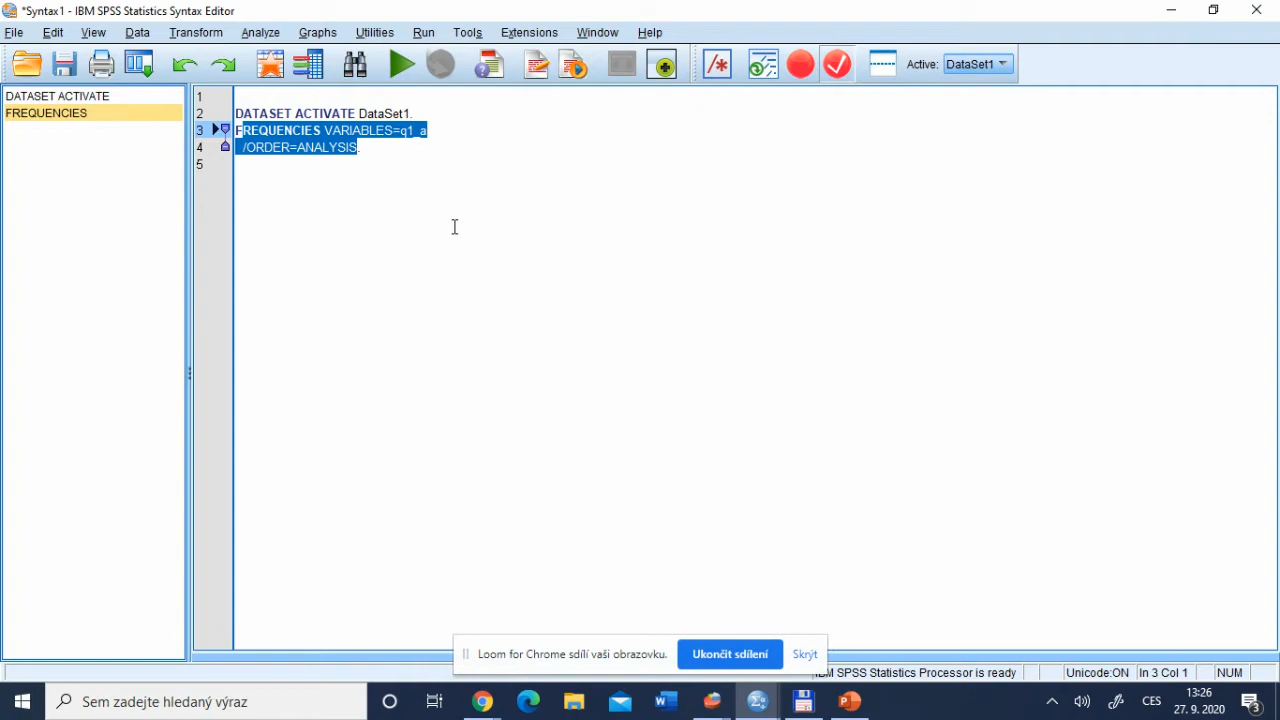 *Syntax1 - IBM SPSS Statistics Syntax Editor
File Edit View Data Transform Analyze Graphs Utilities Run Tools Extensions Window Help
Active: DataSet1
DATASET ACTIVATE
FREQUENCIES
1
2 DATASET ACTIVATE DataSet1.
3 FREQUENCIES VARIABLES=q1_a
4 /ORDER=ANALYSIS.
5
Loom for Chrome sdílí vaši obrazovku. Ukončit sdílení Skrýt
IBM SPSS Statistics Processor is ready Unicode:ON In 3 Col 1 NUM
Sem zadejte hledaný výraz
CES
13:26
27. 9. 2020
3